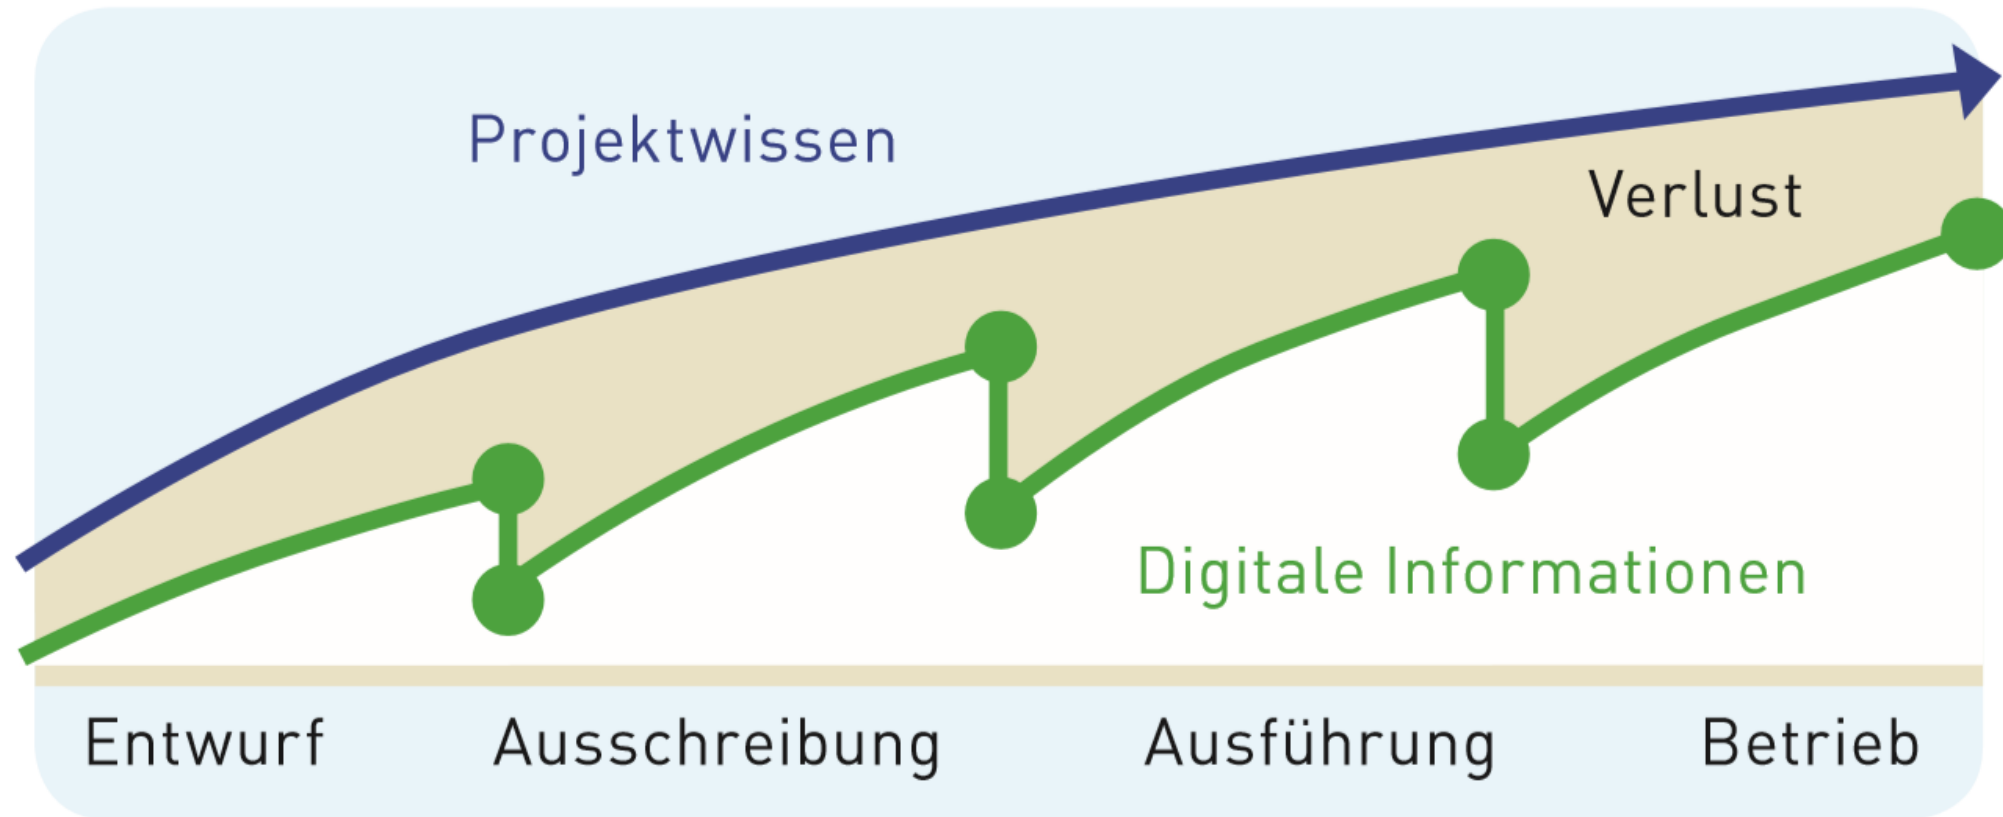 Projektwissen
Verlust
Digitale Informationen
Entwurf
Ausschreibung
Ausführung
Betrieb